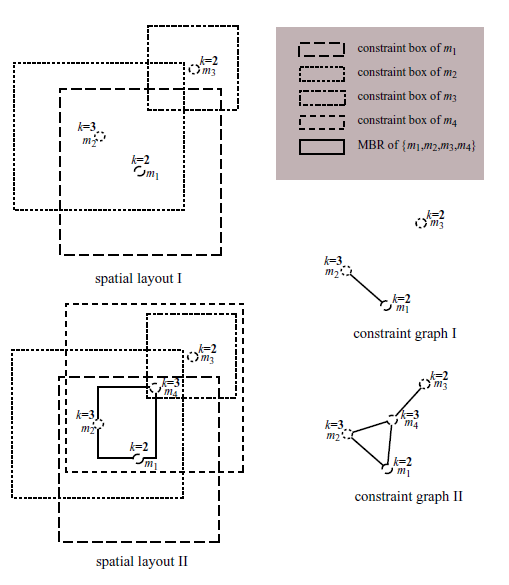 k=2
m3
k=3
m2
k=2
m1
spatial layout I
constraint box of m1
constraint box of m2
constraint box of m3
constraint box of m4
MBR of {m1,m2,m3,m4}
k=2
m3
k=3
m2
k=2
m1
constraint graph I
k=2
m3
k=3
m4
k=3
m2
k=2
m1
spatial layout II
k=2
m3
k=3
m4
k=3
m2
k=2
m1
constraint graph II